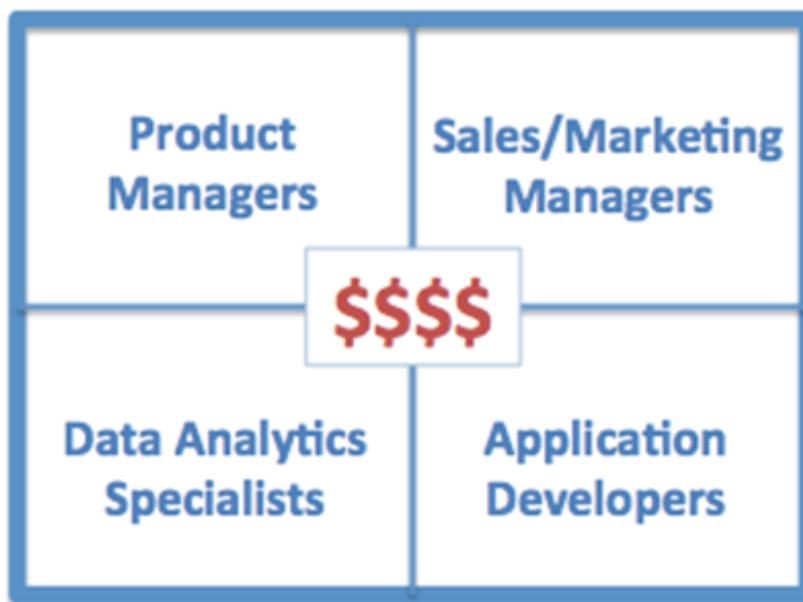 Product
Managers
Sales/Marketing
Managers
$$$$
Data Analytics
Specialists
Application
Developers